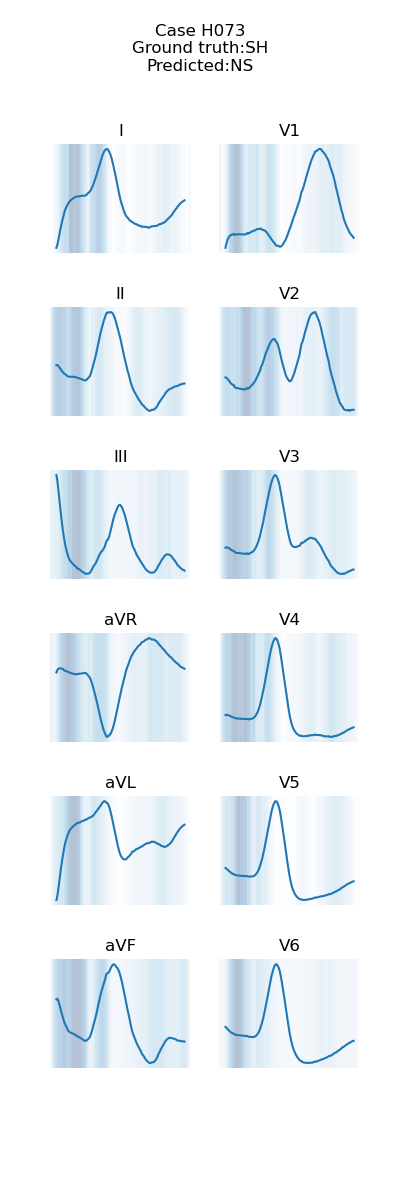 Case H073
Ground truth:SH
Predicted:NS
I
V1
II
V2
III
V3
aVR
V4
aVL
V5
aVF
V6